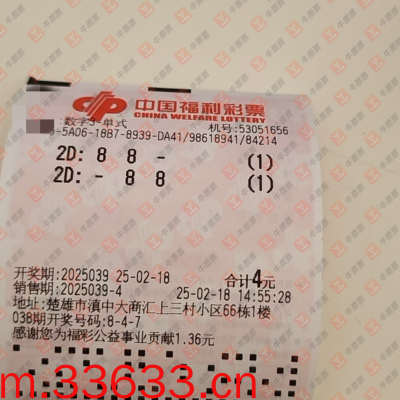 中国福利彩票
CHINA WELFARE LOTTERY
数字3-单式 机号:53051656
-5A06-18B7-8939-DA41/98618941/84214
2D: 8 8 - (1)
2D: - 8 8 (1)
开奖期:2025039 25-02-18 合计4元
销售期:2025039-4 25-02-18 14:55:28
地址:楚雄市滇中大商汇上三村小区66栋1楼
038期开奖号码:8-4-7
感谢您为福彩公益事业贡献1.36元
m.33633.cn